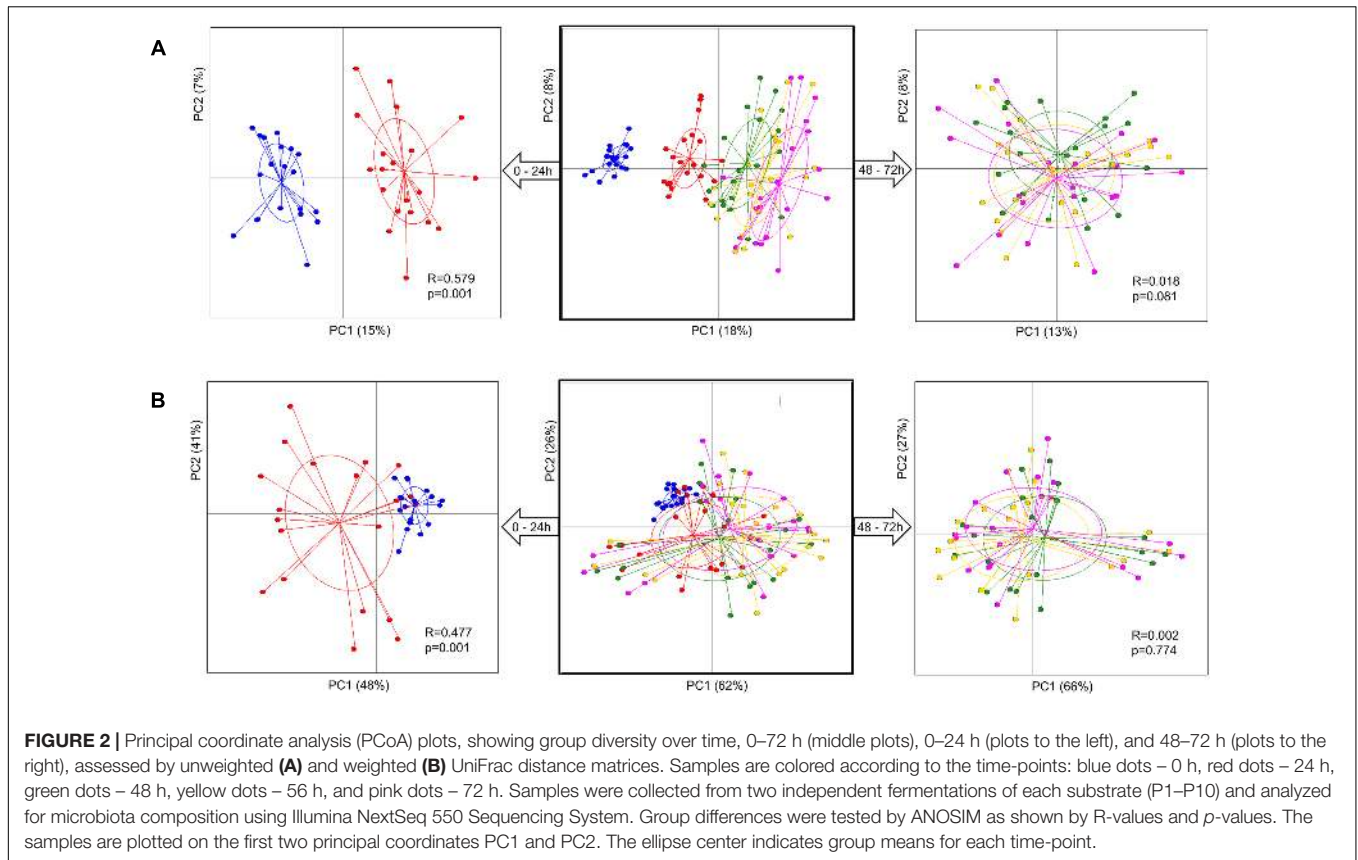 A
PC2 (7%)
R=0.579
p=0.001
PC1 (15%)
0 - 24h
PC2 (8%)
PC1 (18%)
48 - 72h
PC2 (8%)
R=0.018
p=0.081
PC1 (13%)
B
PC2 (41%)
R=0.477
p=0.001
PC1 (48%)
0 - 24h
PC2 (26%)
PC1 (62%)
48 - 72h
PC2 (27%)
R=0.002
p=0.774
PC1 (66%)
FIGURE 2 | Principal coordinate analysis (PCoA) plots, showing group diversity over time, 0–72 h (middle plots), 0–24 h (plots to the left), and 48–72 h (plots to the
right), assessed by unweighted (A) and weighted (B) UniFrac distance matrices. Samples are colored according to the time-points: blue dots – 0 h, red dots – 24 h,
green dots – 48 h, yellow dots – 56 h, and pink dots – 72 h. Samples were collected from two independent fermentations of each substrate (P1–P10) and analyzed
for microbiota composition using Illumina NextSeq 550 Sequencing System. Group differences were tested by ANOSIM as shown by R-values and p-values. The
samples are plotted on the first two principal coordinates PC1 and PC2. The ellipse center indicates group means for each time-point.